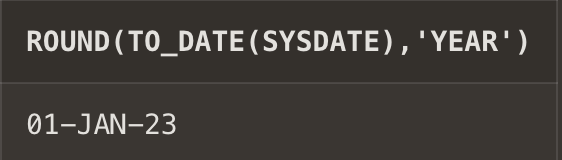 ROUND(TO_DATE(SYSDATE),'YEAR')
01-JAN-23